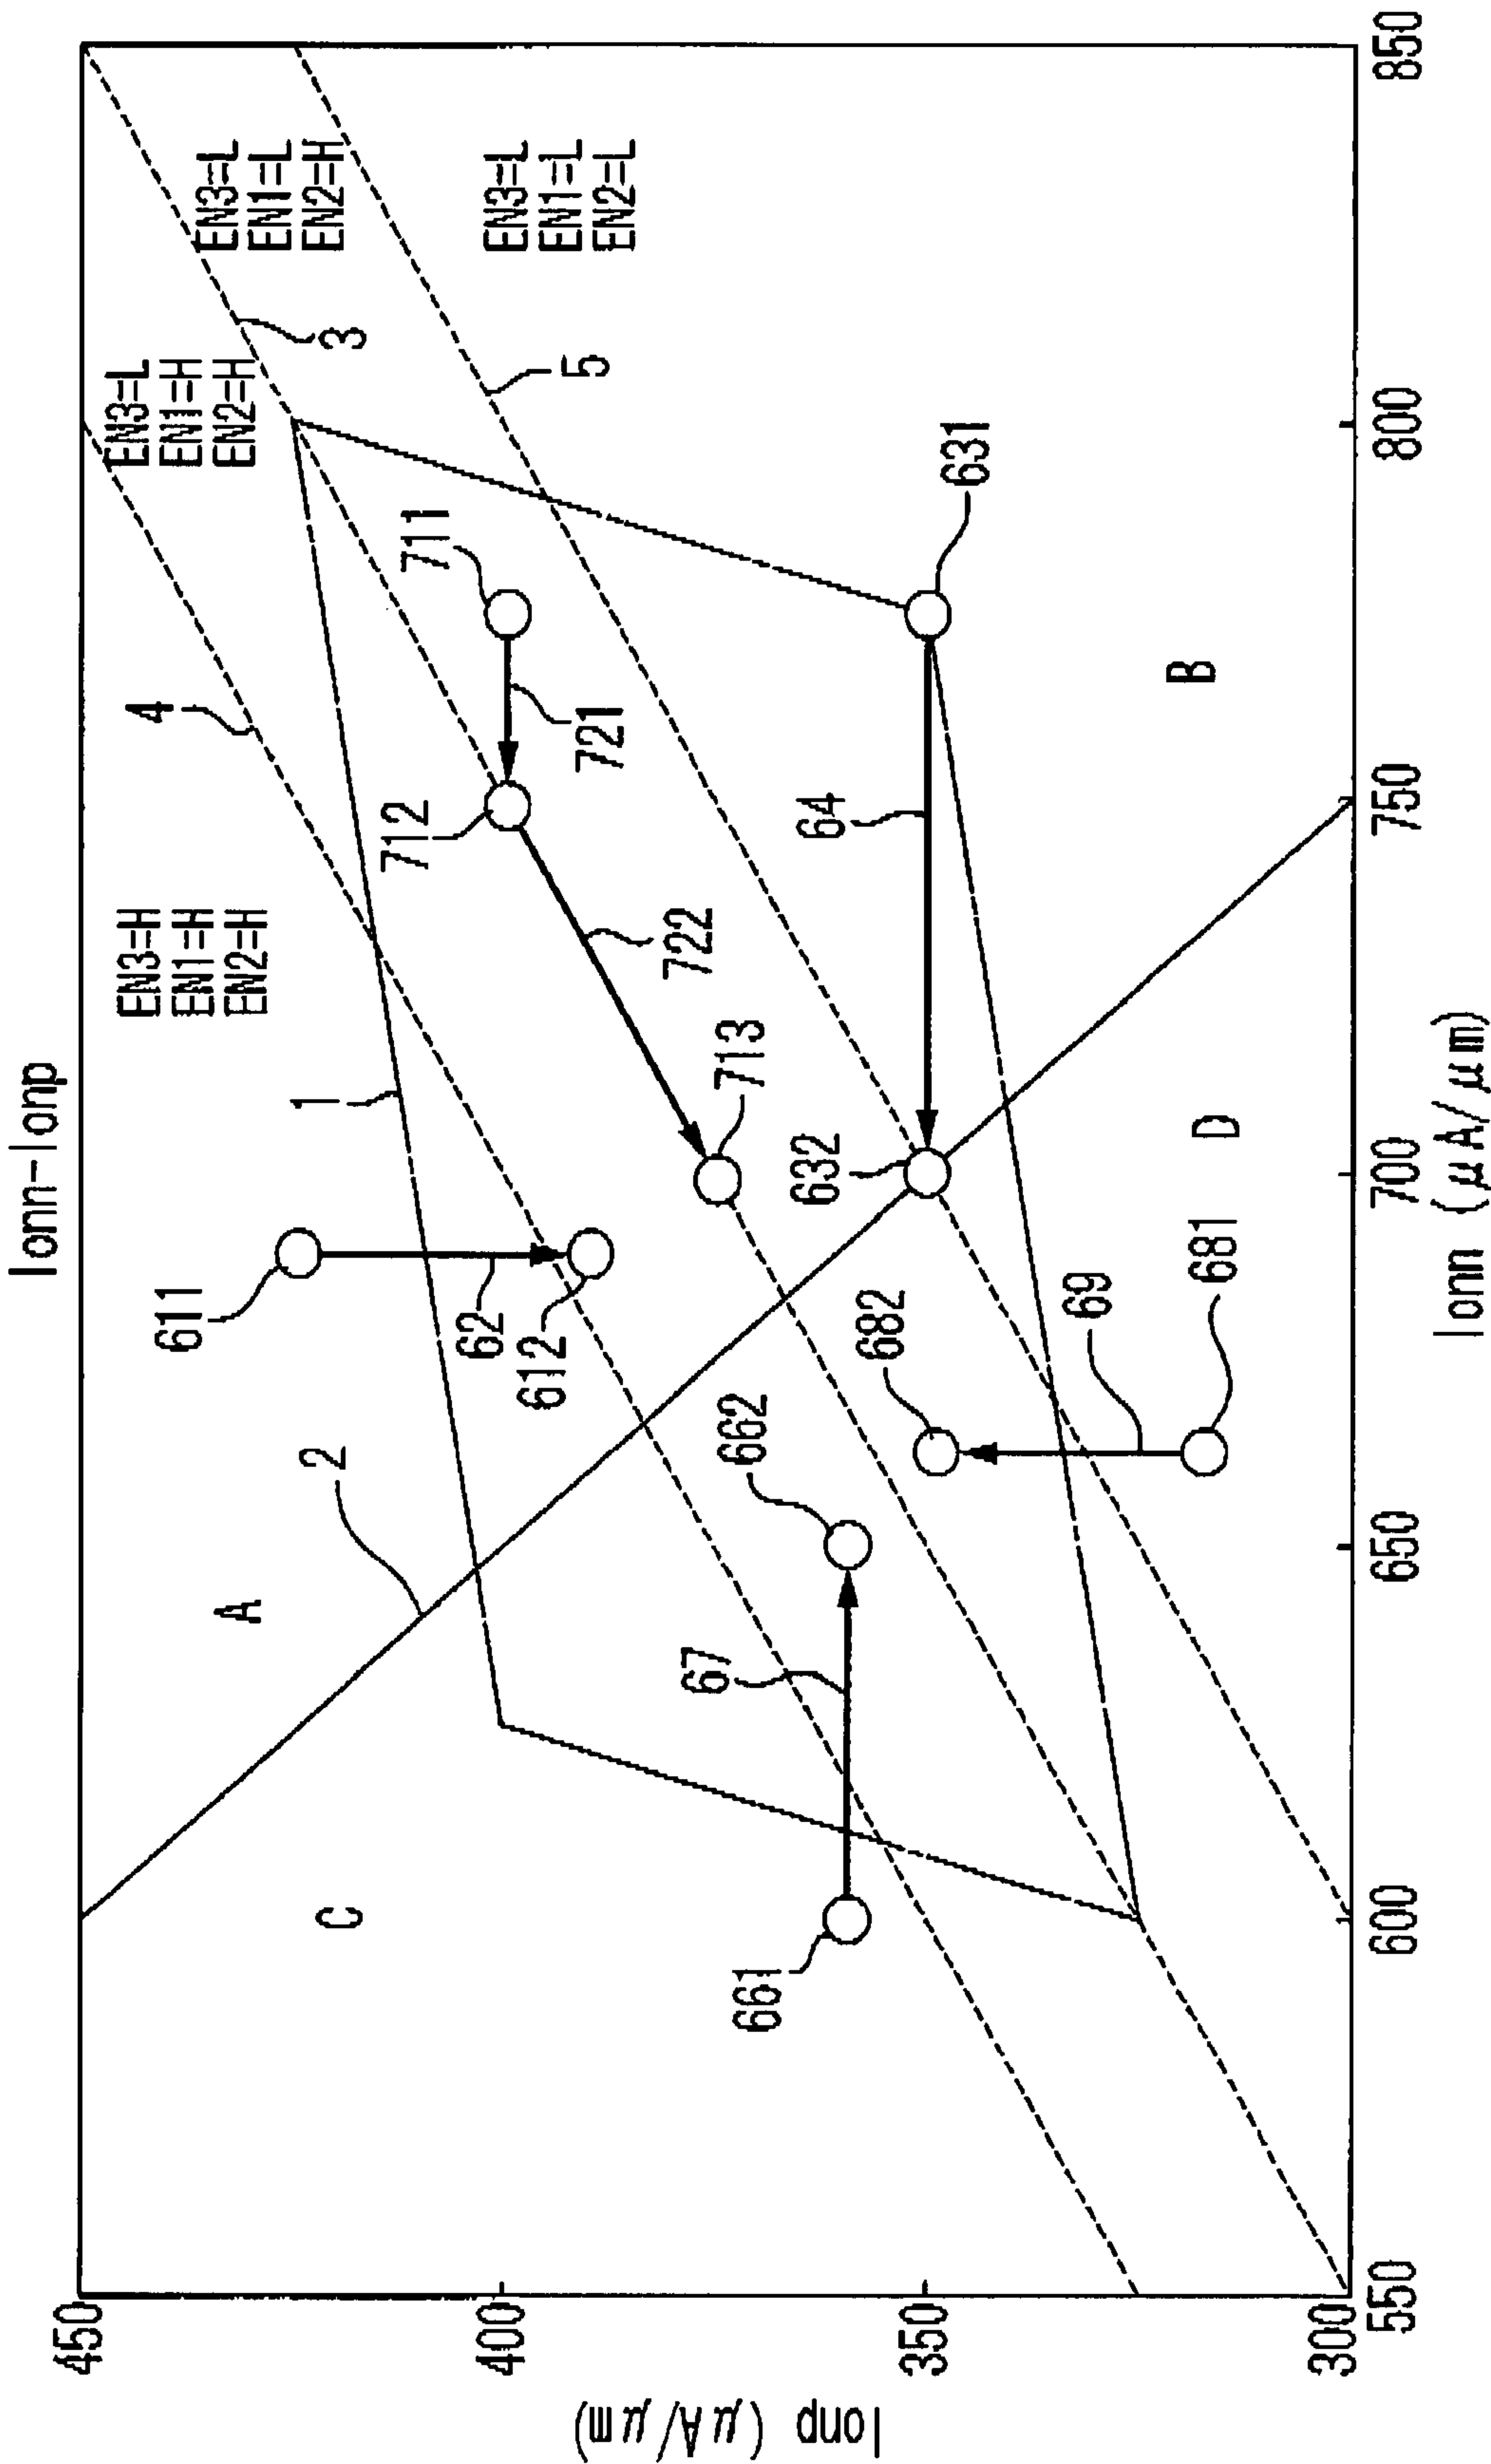 Ionn-Ionp
Ionp (μA/μm)
450
400
350
300
550
600
650
700
750
800
850
Ionn (μA/μm)
EN3=H
EN1=H
EN2=H
EN3=L
EN1=H
EN2=H
EN3=L
EN1=L
EN2=H
EN3=L
EN1=L
EN2=L
A
B
C
D
1
2
3
4
5
611
62
612
631
64
632
661
67
662
681
69
682
711
721
712
722
713